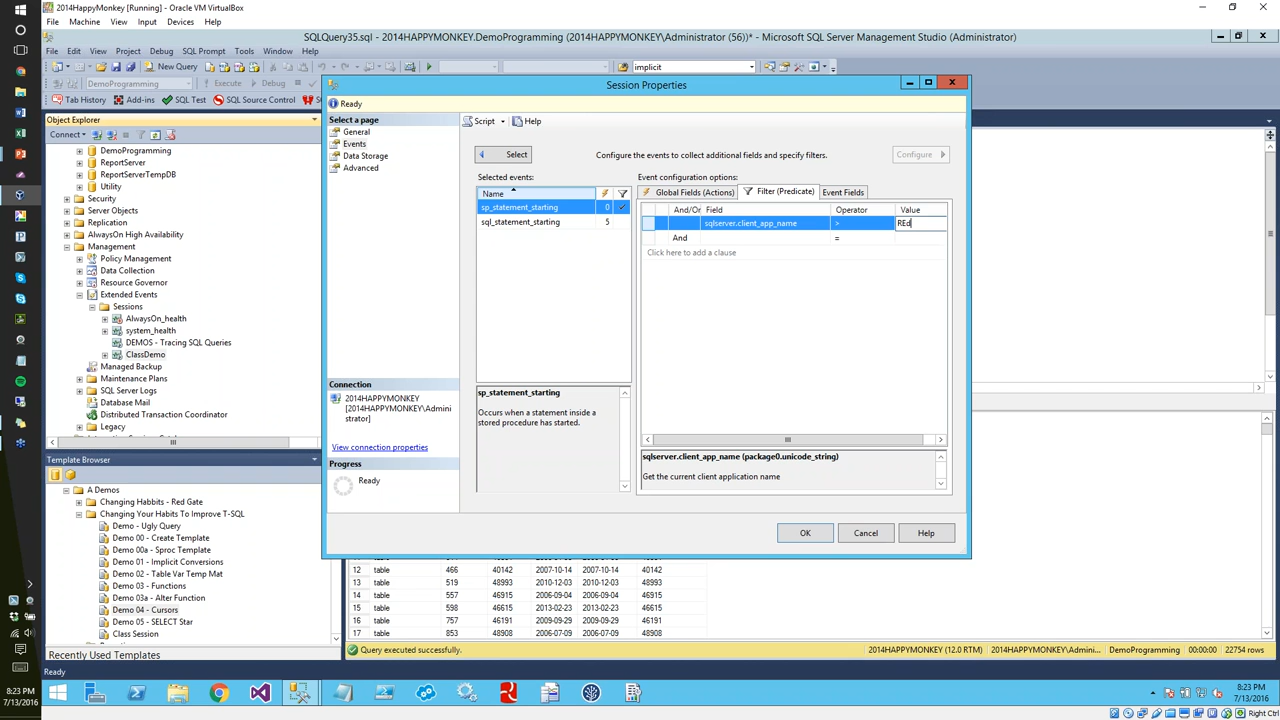 2014HappyMonkey [Running] - Oracle VM VirtualBox
File Machine View Input Devices Help
SQLQuery35.sql - 2014HAPPYMONKEY.DemoProgramming (2014HAPPYMONKEY\Administrator (56))* - Microsoft SQL Server Management Studio (Administrator)
File Edit View Project Debug SQL Prompt Tools Window Help
New Query implicit
DemoProgramming Execute Debug
Tab History Add-ins SQL Test SQL Source Control
Object Explorer
Connect
DemoProgramming
ReportServer
ReportServerTempDB
Utility
Security
Server Objects
Replication
AlwaysOn High Availability
Management
Policy Management
Data Collection
Resource Governor
Extended Events
Sessions
AlwaysOn_health
system_health
DEMOS - Tracing SQL Queries
ClassDemo
Managed Backup
Maintenance Plans
SQL Server Logs
Database Mail
Distributed Transaction Coordinator
Legacy
Template Browser
A Demos
Changing Habbits - Red Gate
Changing Your Habits To Improve T-SQL
Demo - Ugly Query
Demo 00 - Create Template
Demo 00a - Sproc Template
Demo 01 - Implicit Conversions
Demo 02 - Table Var Temp Mat
Demo 03 - Functions
Demo 03a - Alter Function
Demo 04 - Cursors
Demo 05 - SELECT Star
Class Session
Recently Used Templates
Session Properties
Ready
Select a page
General
Events
Data Storage
Advanced
Connection
2014HAPPYMONKEY
[2014HAPPYMONKEY\Admini
strator]
View connection properties
Progress
Ready
Script Help
Select Configure the events to collect additional fields and specify filters. Configure
Selected events: Event configuration options:
Name
sp_statement_starting 0
sql_statement_starting 5
Global Fields (Actions) Filter (Predicate) Event Fields
And/Or Field Operator Value
sqlserver.client_app_name > REd
And =
Click here to add a clause
sp_statement_starting
Occurs when a statement inside a
stored procedure has started.
sqlserver.client_app_name (package0.unicode_string)
Get the current client application name
OK Cancel Help
12 table 466 40142 2007-10-14 2007-10-14 40142
13 table 519 48993 2010-12-03 2010-12-03 48993
14 table 557 46915 2006-09-04 2006-09-04 46915
15 table 598 46615 2013-02-23 2013-02-23 46615
16 table 757 46191 2009-09-29 2009-09-29 46191
17 table 853 48908 2006-07-09 2006-07-09 48908
Query executed successfully. 2014HAPPYMONKEY (12.0 RTM) 2014HAPPYMONKEY\Admini... DemoProgramming 00:00:00 22754 rows
Ready
8:23 PM
7/13/2016
8:23 PM
7/13/2016
Right Ctrl